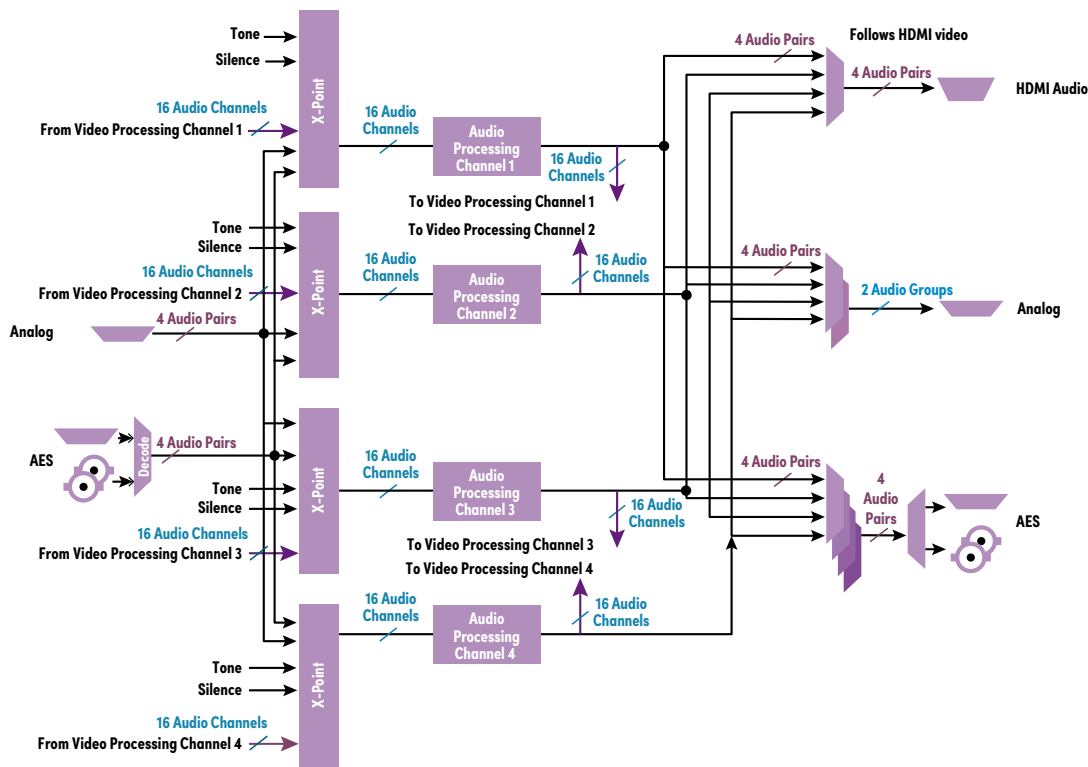 Tone
Silence
16 Audio Channels
From Video Processing Channel 1
X-Point
16 Audio
Channels
Audio
Processing
Channel 1
16 Audio
Channels
To Video Processing Channel 1
4 Audio Pairs
Follows HDMI video
4 Audio Pairs
HDMI Audio
To Video Processing Channel 2
Tone
Silence
16 Audio Channels
From Video Processing Channel 2
X-Point
16 Audio
Channels
Audio
Processing
Channel 2
16 Audio
Channels
Analog
4 Audio Pairs
4 Audio Pairs
2 Audio Groups
Analog
AES
Decode
4 Audio Pairs
Tone
Silence
16 Audio Channels
From Video Processing Channel 3
X-Point
16 Audio
Channels
Audio
Processing
Channel 3
16 Audio
Channels
To Video Processing Channel 3
4 Audio Pairs
4
Audio
Pairs
AES
To Video Processing Channel 4
16 Audio
Channels
Audio
Processing
Channel 4
16 Audio
Channels
X-Point
Tone
Silence
16 Audio Channels
From Video Processing Channel 4